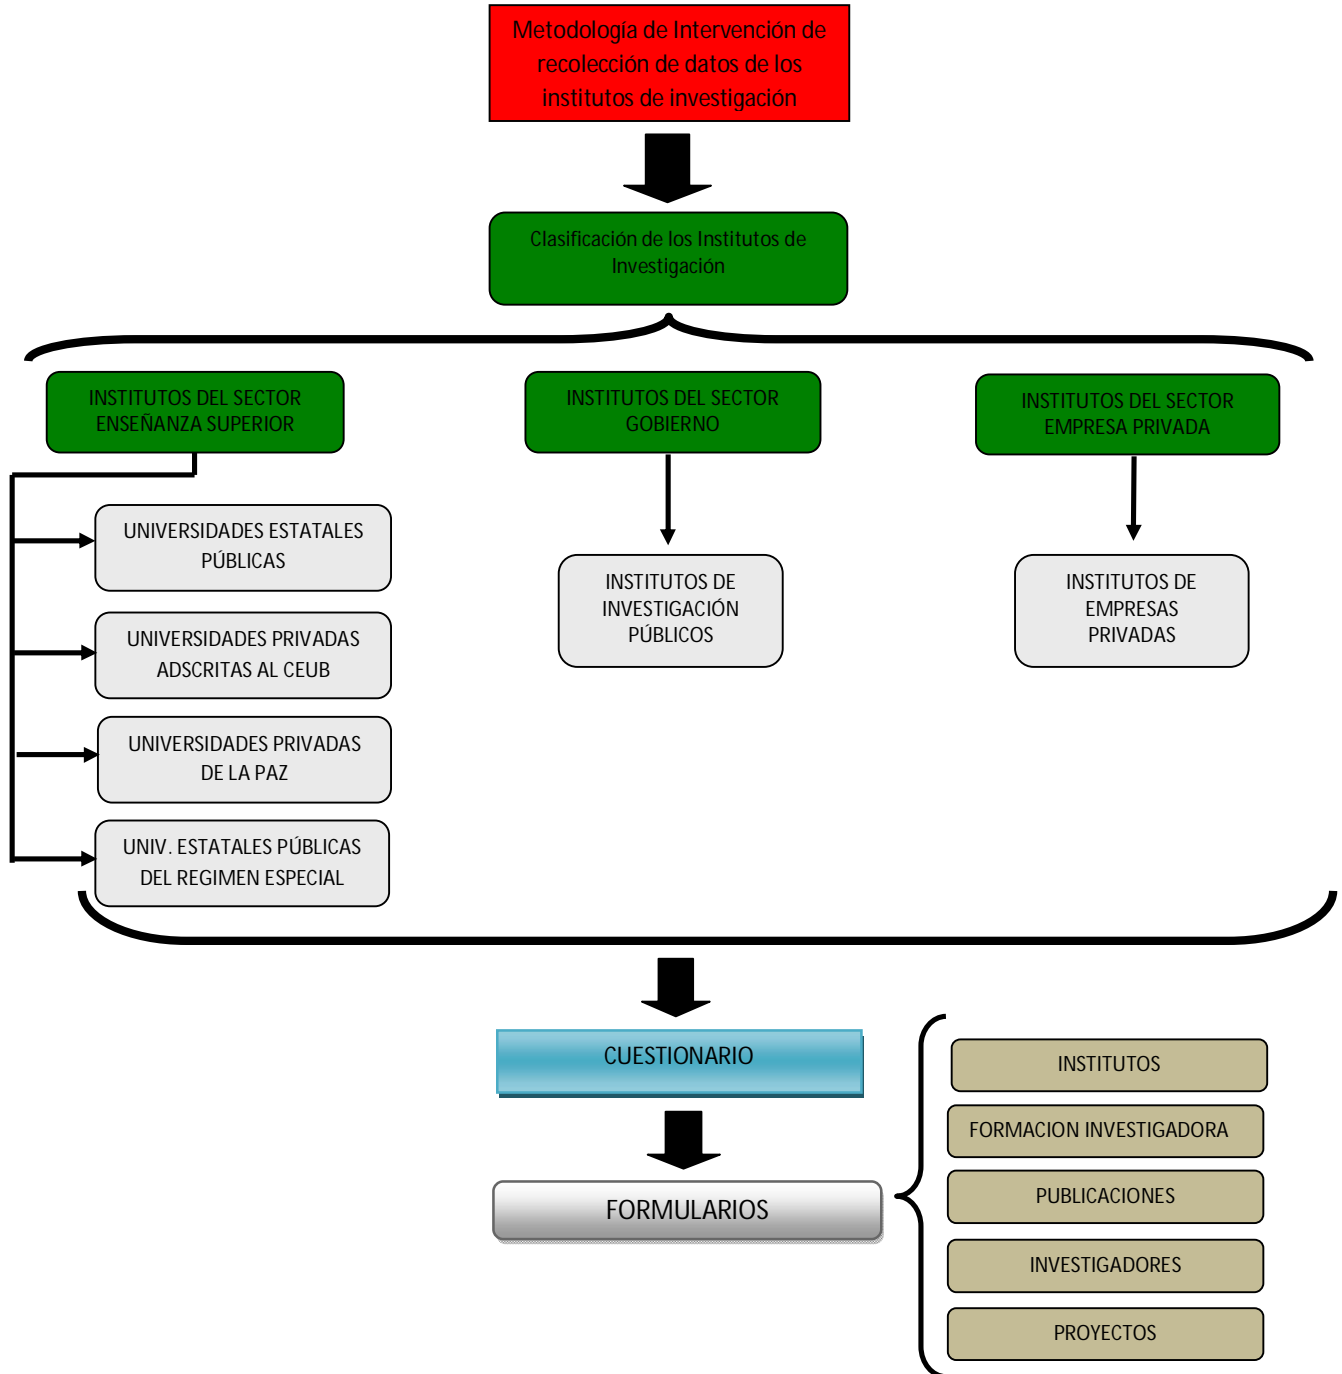 Metodología de Intervención de
recolección de datos de los
institutos de investigación
Clasificación de los Institutos de
Investigación
INSTITUTOS DEL SECTOR
ENSEÑANZA SUPERIOR
INSTITUTOS DEL SECTOR
GOBIERNO
INSTITUTOS DEL SECTOR
EMPRESA PRIVADA
UNIVERSIDADES ESTATALES
PÚBLICAS
UNIVERSIDADES PRIVADAS
ADSCRITAS AL CEUB
UNIVERSIDADES PRIVADAS
DE LA PAZ
UNIV. ESTATALES PÚBLICAS
DEL REGIMEN ESPECIAL
INSTITUTOS DE
INVESTIGACIÓN
PÚBLICOS
INSTITUTOS DE
EMPRESAS
PRIVADAS
CUESTIONARIO
FORMULARIOS
INSTITUTOS
FORMACION INVESTIGADORA
PUBLICACIONES
INVESTIGADORES
PROYECTOS